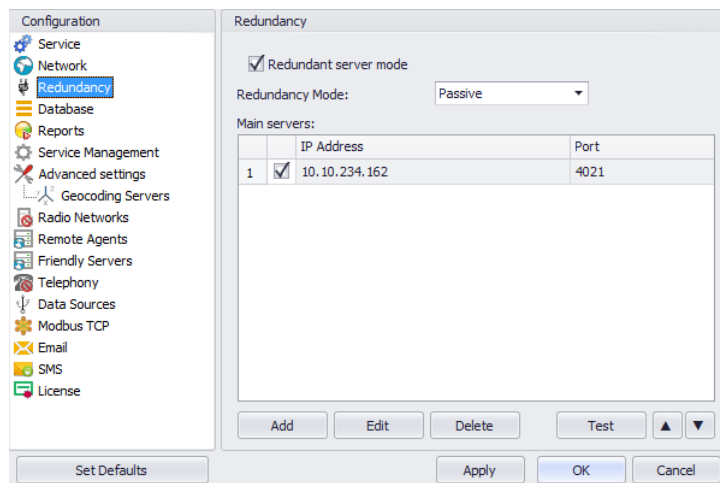 Configuration
Service
Network
Redundancy
Database
Reports
Service Management
Advanced settings
Geocoding Servers
Radio Networks
Remote Agents
Friendly Servers
Telephony
Data Sources
Modbus TCP
Email
SMS
License
Set Defaults
Redundancy
Redundant server mode
Redundancy Mode: Passive
Main servers:
IP Address Port
1 10.10.234.162 4021
Add Edit Delete Test
Apply OK Cancel